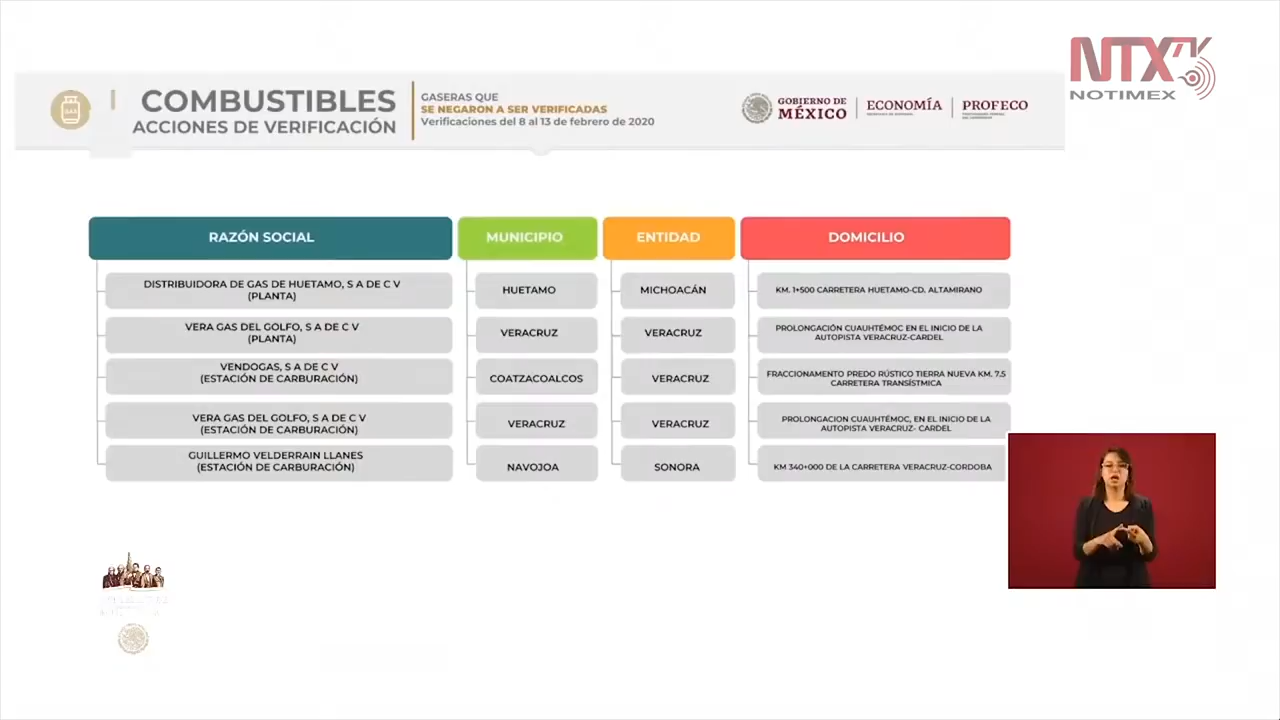 NTX
NOTIMEX
GAS
COMBUSTIBLES
ACCIONES DE VERIFICACIÓN
GASERAS QUE
SE NEGARON A SER VERIFICADAS
Verificaciones del 8 al 13 de febrero de 2020
GOBIERNO DE
MÉXICO
ECONOMÍA
PROFECO
RAZÓN SOCIAL
MUNICIPIO
ENTIDAD
DOMICILIO
DISTRIBUIDORA DE GAS DE HUETAMO, S A DE C V
(PLANTA)
HUETAMO
MICHOACÁN
KM. 1+500 CARRETERA HUETAMO-CD. ALTAMIRANO
VERA GAS DEL GOLFO, S A DE C V
(PLANTA)
VERACRUZ
VERACRUZ
PROLONGACIÓN CUAUHTÉMOC EN EL INICIO DE LA
AUTOPISTA VERACRUZ-CARDEL
VENDOGAS, S A DE C V
(ESTACIÓN DE CARBURACIÓN)
COATZACOALCOS
VERACRUZ
FRACCIONAMIENTO PREDO RÚSTICO TIERRA NUEVA KM. 7.5
CARRETERA TRANSÍSTMICA
VERA GAS DEL GOLFO, S A DE C V
(ESTACIÓN DE CARBURACIÓN)
VERACRUZ
VERACRUZ
PROLONGACION CUAUHTÉMOC, EN EL INICIO DE LA
AUTOPISTA VERACRUZ- CARDEL
GUILLERMO VELDERRAIN LLANES
(ESTACIÓN DE CARBURACIÓN)
NAVOJOA
SONORA
KM 340+000 DE LA CARRETERA VERACRUZ-CORDOBA